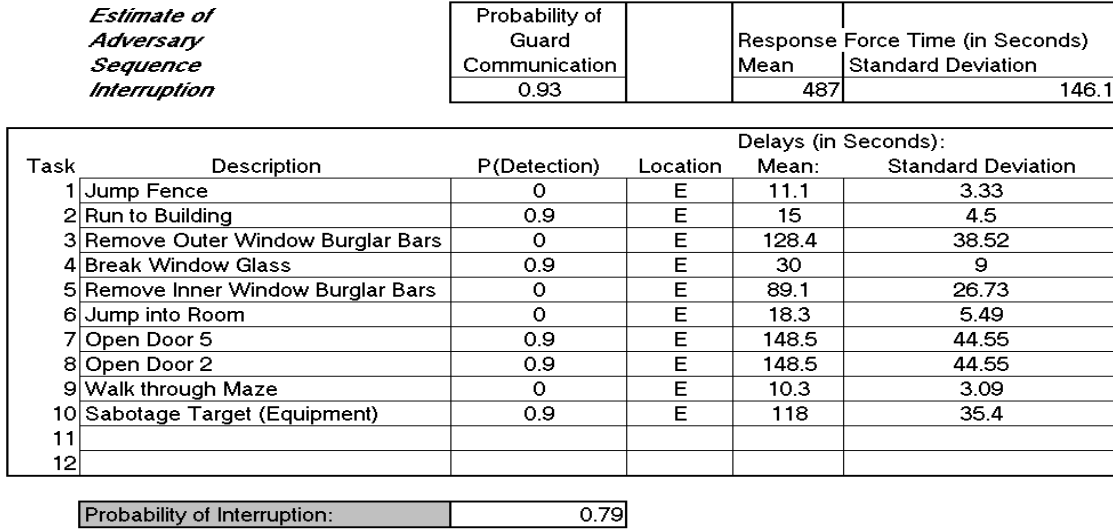 Estimate of Probability of
Adversary Guard Response Force Time (in Seconds)
Sequence Communication Mean Standard Deviation
Interruption 0.93 487 146.1
Delays (in Seconds):
Task Description P(Detection) Location Mean: Standard Deviation
1 Jump Fence 0 E 11.1 3.33
2 Run to Building 0.9 E 15 4.5
3 Remove Outer Window Burglar Bars 0 E 128.4 38.52
4 Break Window Glass 0.9 E 30 9
5 Remove Inner Window Burglar Bars 0 E 89.1 26.73
6 Jump into Room 0 E 18.3 5.49
7 Open Door 5 0.9 E 148.5 44.55
8 Open Door 2 0.9 E 148.5 44.55
9 Walk through Maze 0 E 10.3 3.09
10 Sabotage Target (Equipment) 0.9 E 118 35.4
11
12
Probability of Interruption: 0.79